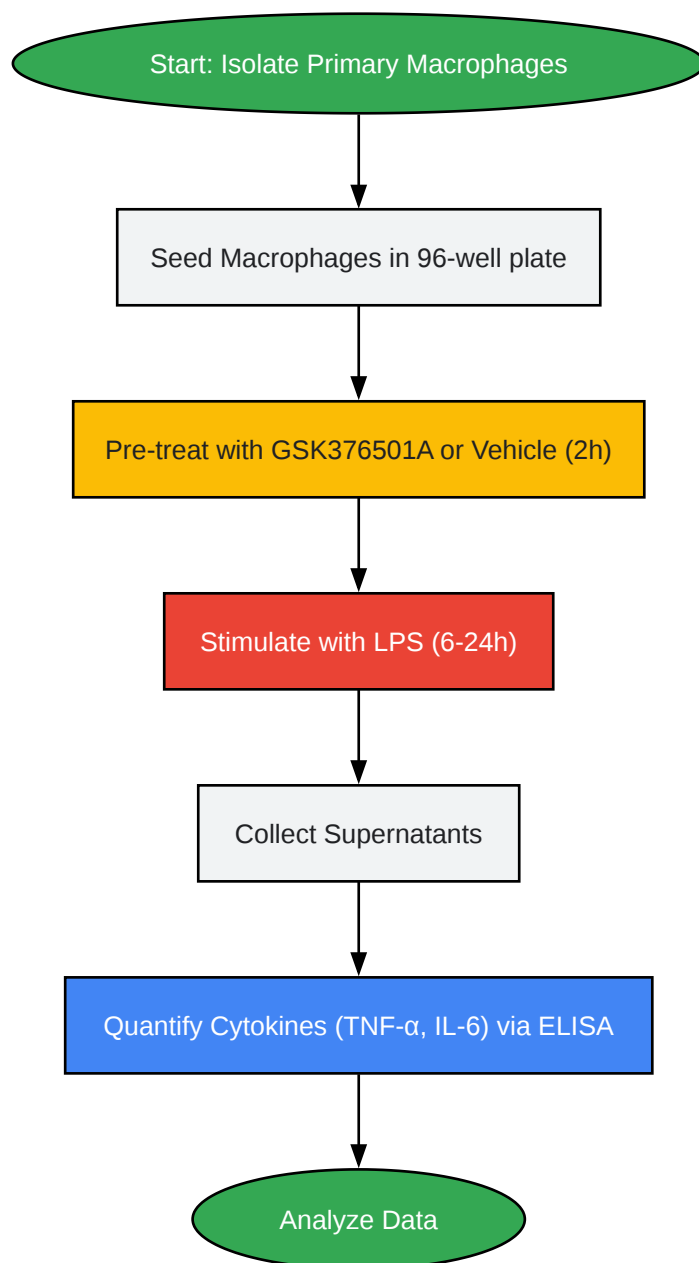 Start: Isolate Primary Macrophages
Seed Macrophages in 96-well plate
Pre-treat with GSK376501A or Vehicle (2h)
Stimulate with LPS (6-24h)
Collect Supernatants
Quantify Cytokines (TNF-α, IL-6) via ELISA
Analyze Data